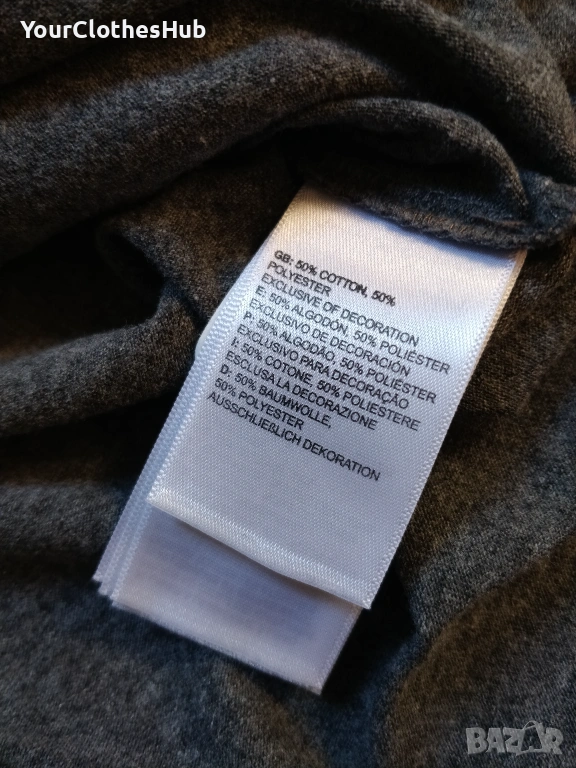 YourClothesHub
GB: 50% COTTON, 50%
POLYESTER
EXCLUSIVE OF DECORATION
E: 50% ALGODÓN, 50% POLIÉSTER
EXCLUSIVO DE DECORACIÓN
P: 50% ALGODÃO, 50% POLIÉSTER
EXCLUSIVO PARA DECORAÇÃO
I: 50% COTONE, 50% POLIESTERE
ESCLUSA LA DECORAZIONE
D: 50% BAUMWOLLE,
50% POLYESTER
AUSSCHLIEßLICH DEKORATION
BAZAR